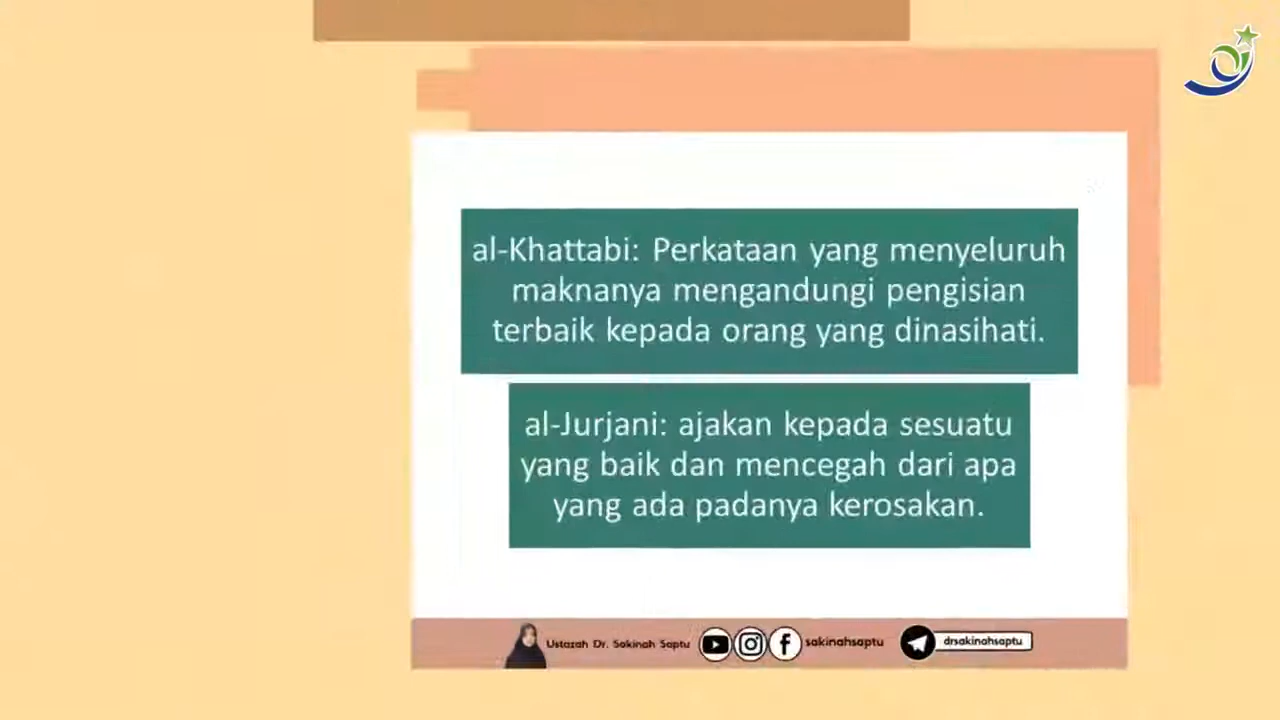 al-Khattabi: Perkataan yang menyeluruh
maknanya mengandungi pengisian
terbaik kepada orang yang dinasihati.
al-Jurjani: ajakan kepada sesuatu
yang baik dan mencegah dari apa
yang ada padanya kerosakan.
Ustazah Dr. Sakinah Saptu
sakinahsaptu
drsakinahsaptu